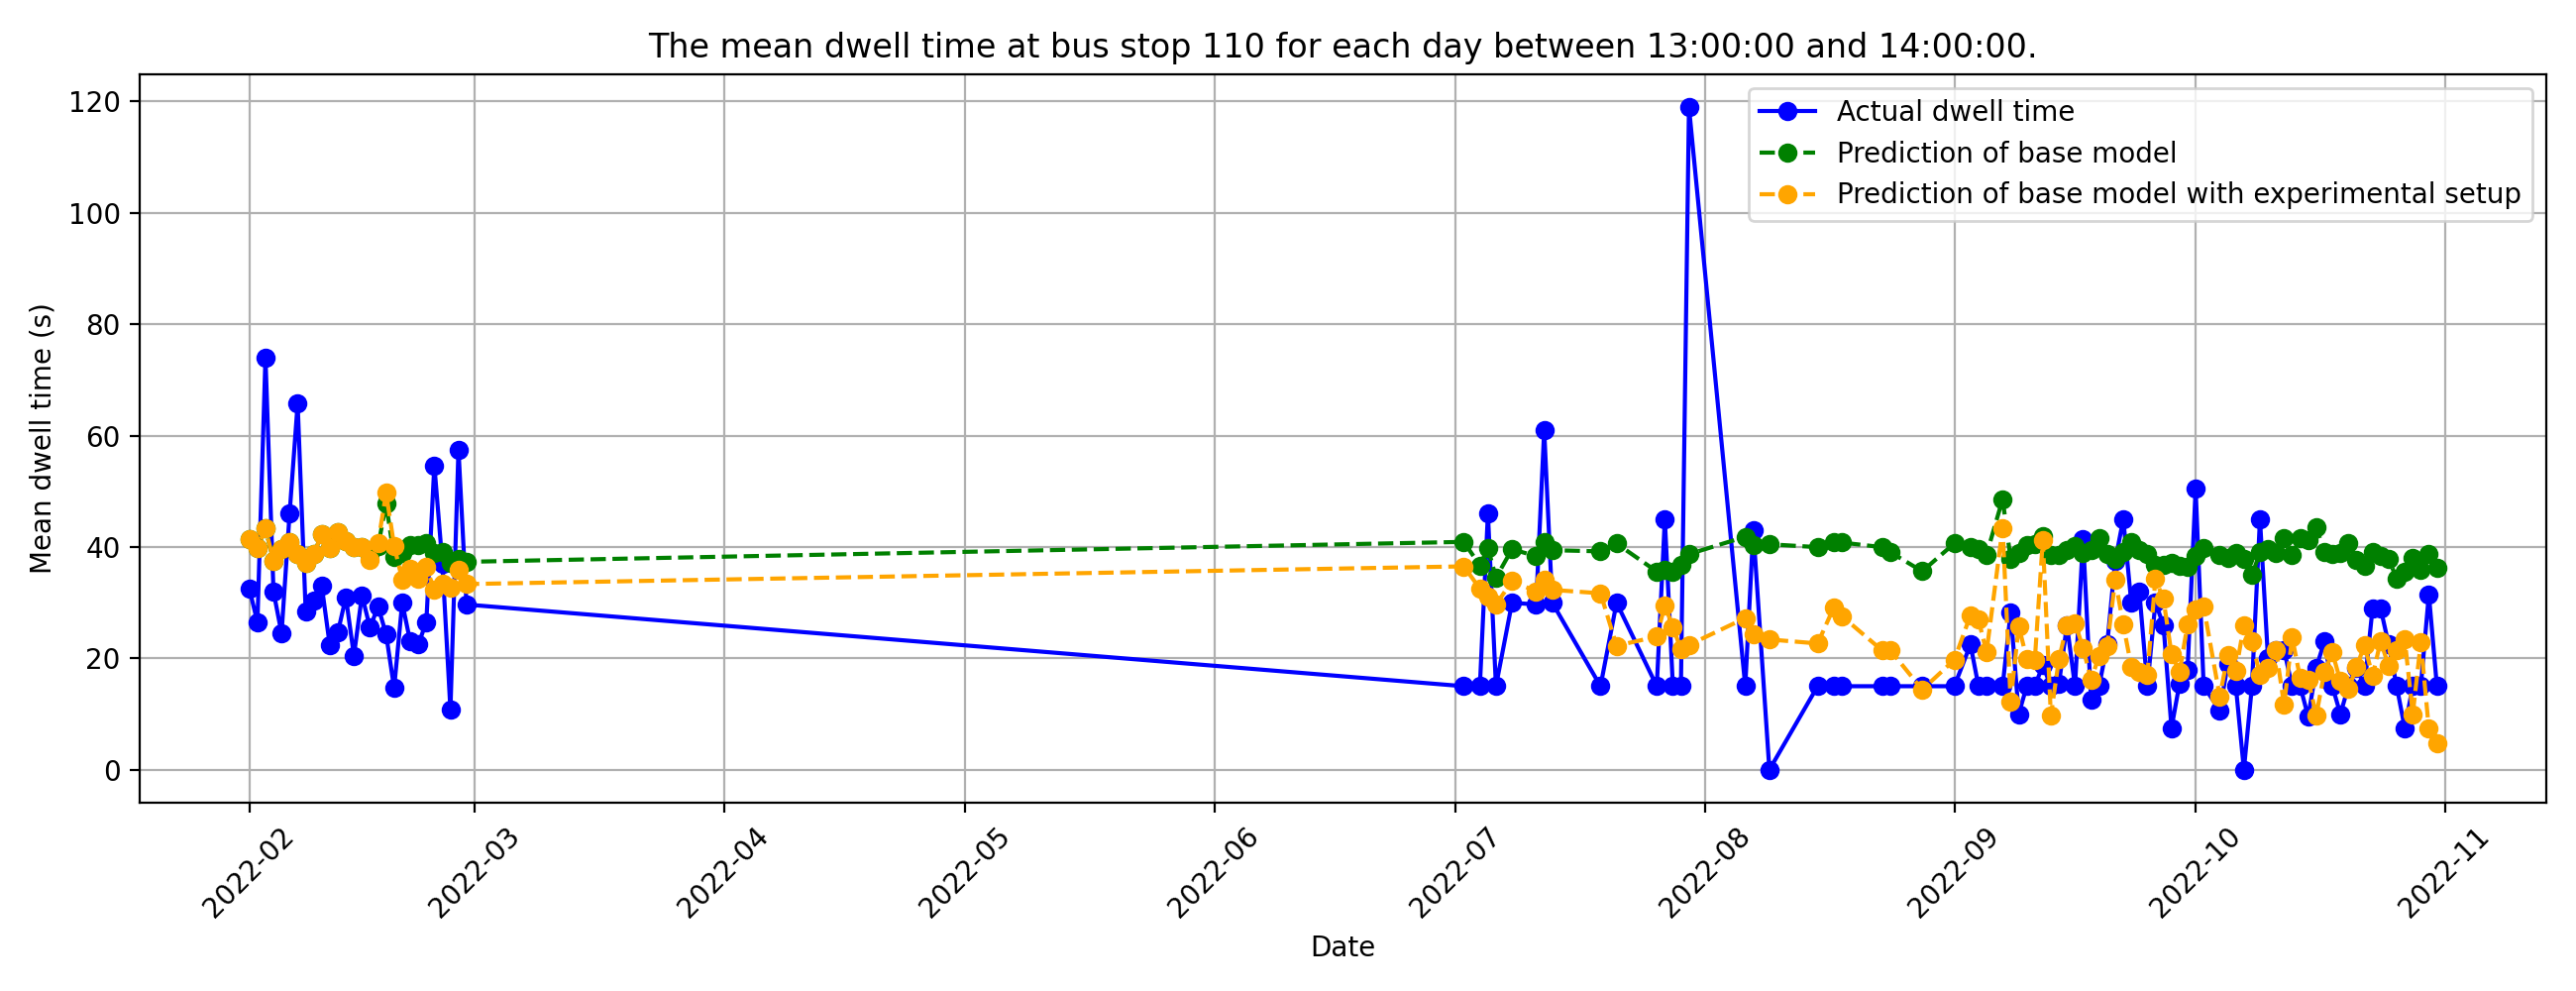 The mean dwell time at bus stop 110 for each day between 13:00:00 and 14:00:00.
Actual dwell time
Prediction of base model
Prediction of base model with experimental setup
Mean dwell time (s)
120
100
80
60
40
20
0
2022-02
2022-03
2022-04
2022-05
2022-06
2022-07
2022-08
2022-09
2022-10
2022-11
Date